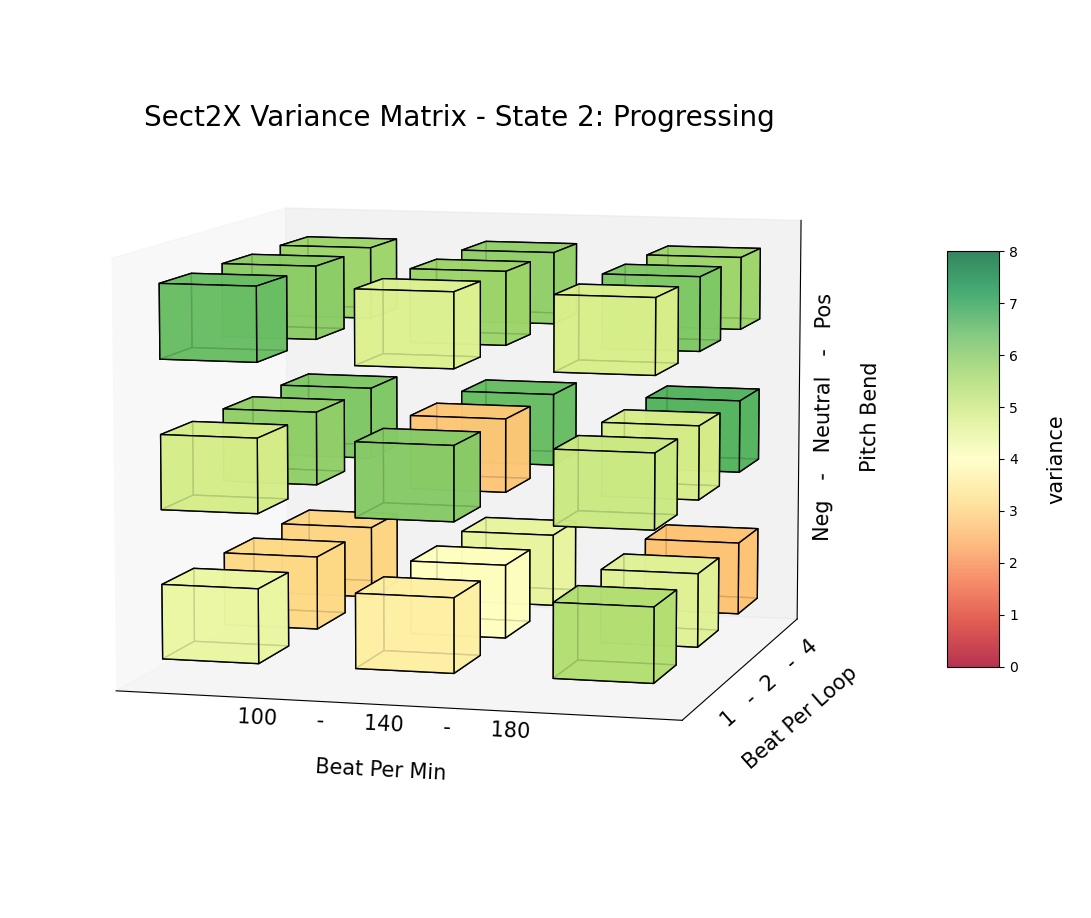 Sect2X Variance Matrix - State 2: Progressing
Neg - Neutral - Pos
Pitch Bend
100 - 140 - 180
Beat Per Min
1 - 2 - 4
Beat Per Loop
8
7
6
5
4
3
2
1
0
variance